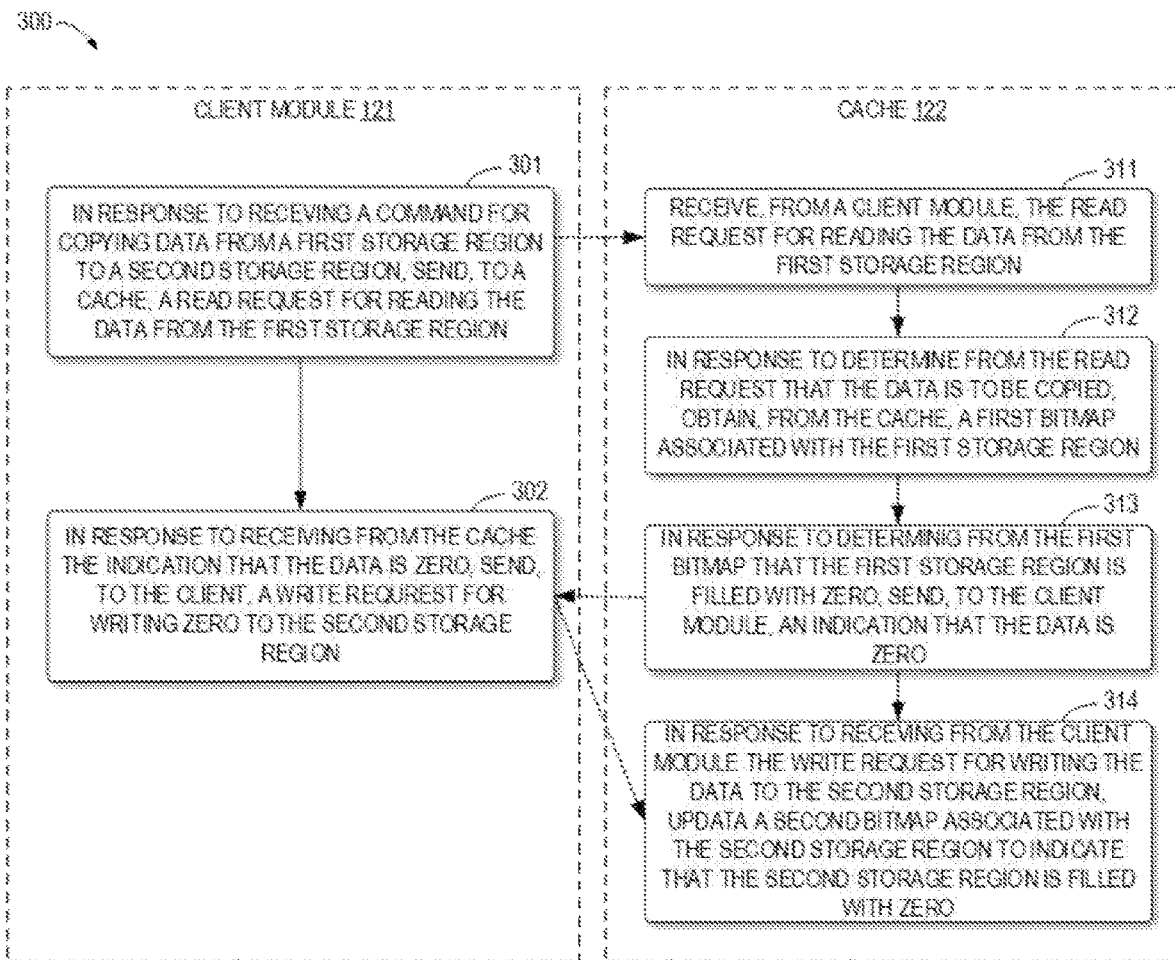 300
CLIENT MODULE 121
301
IN RESPONSE TO RECEVING A COMMAND FOR
COPYING DATA FROM A FIRST STORAGE REGION
TO A SECOND STORAGE REGION, SEND, TO A
CACHE, A READ REQUEST FOR READING THE
DATA FROM THE FIRST STORAGE REGION
302
IN RESPONSE TO RECEIVING FROM THE CACHE
THE INDICATION THAT THE DATA IS ZERO, SEND,
TO THE CLIENT, A WRITE REQUREST FOR
WRITING ZERO TO THE SECOND STORAGE
REGION
CACHE 122
311
RECEIVE, FROM A CLIENT MODULE, THE READ
REQUEST FOR READING THE DATA FROM THE
FIRST STORAGE REGION
312
IN RESPONSE TO DETERMINE FROM THE READ
REQUEST THAT THE DATA IS TO BE COPIED,
OBTAIN, FROM THE CACHE, A FIRST BITMAP
ASSOCIATED WITH THE FIRST STORAGE REGION
313
IN RESPONSE TO DETERMINIG FROM THE FIRST
BITMAP THAT THE FIRST STORAGE REGION IS
FILLED WITH ZERO, SEND, TO THE CLIENT
MODULE, AN INDICATION THAT THE DATA IS
ZERO
314
IN RESPONSE TO RECEVING FROM THE CLIENT
MODULE THE WRITE REQUEST FOR WRITING THE
DATA TO THE SECOND STORAGE REGION,
UPDATA A SECOND BITMAP ASSOCIATED WITH
THE SECOND STORAGE REGION TO INDICATE
THAT THE SECOND STORAGE REGION IS FILLED
WITH ZERO